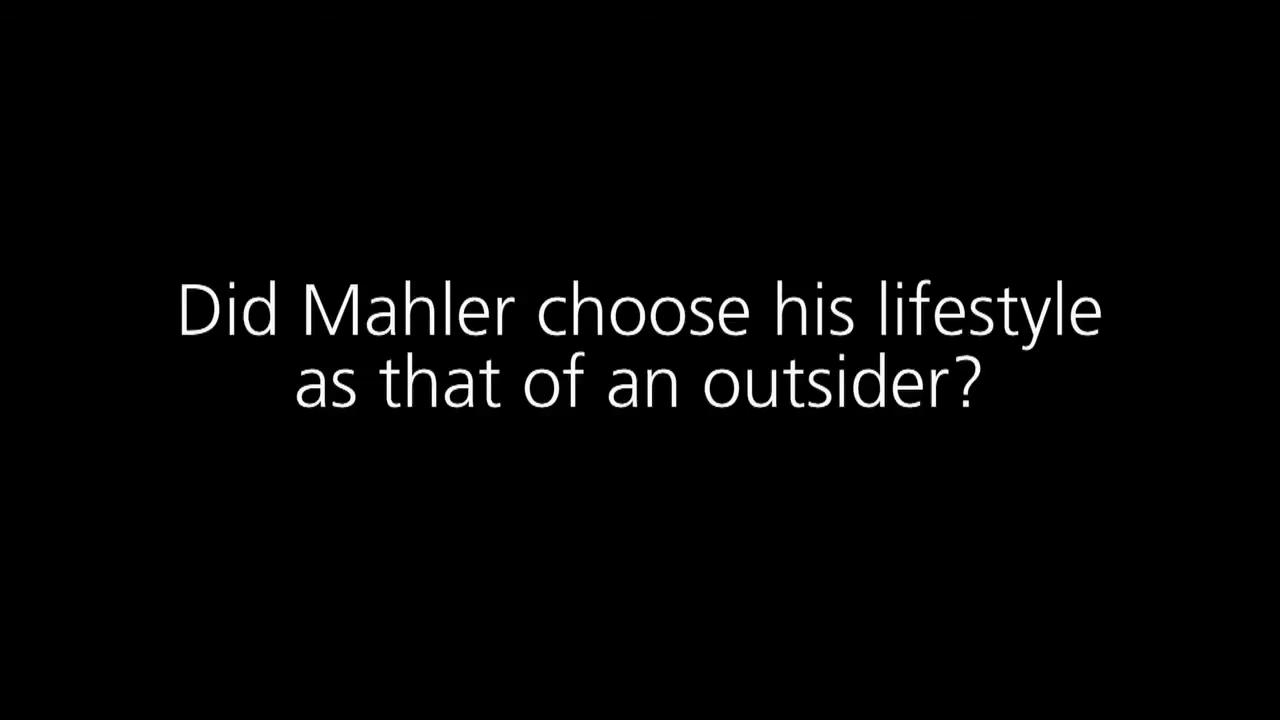 Did Mahler choose his lifestyle
as that of an outsider?